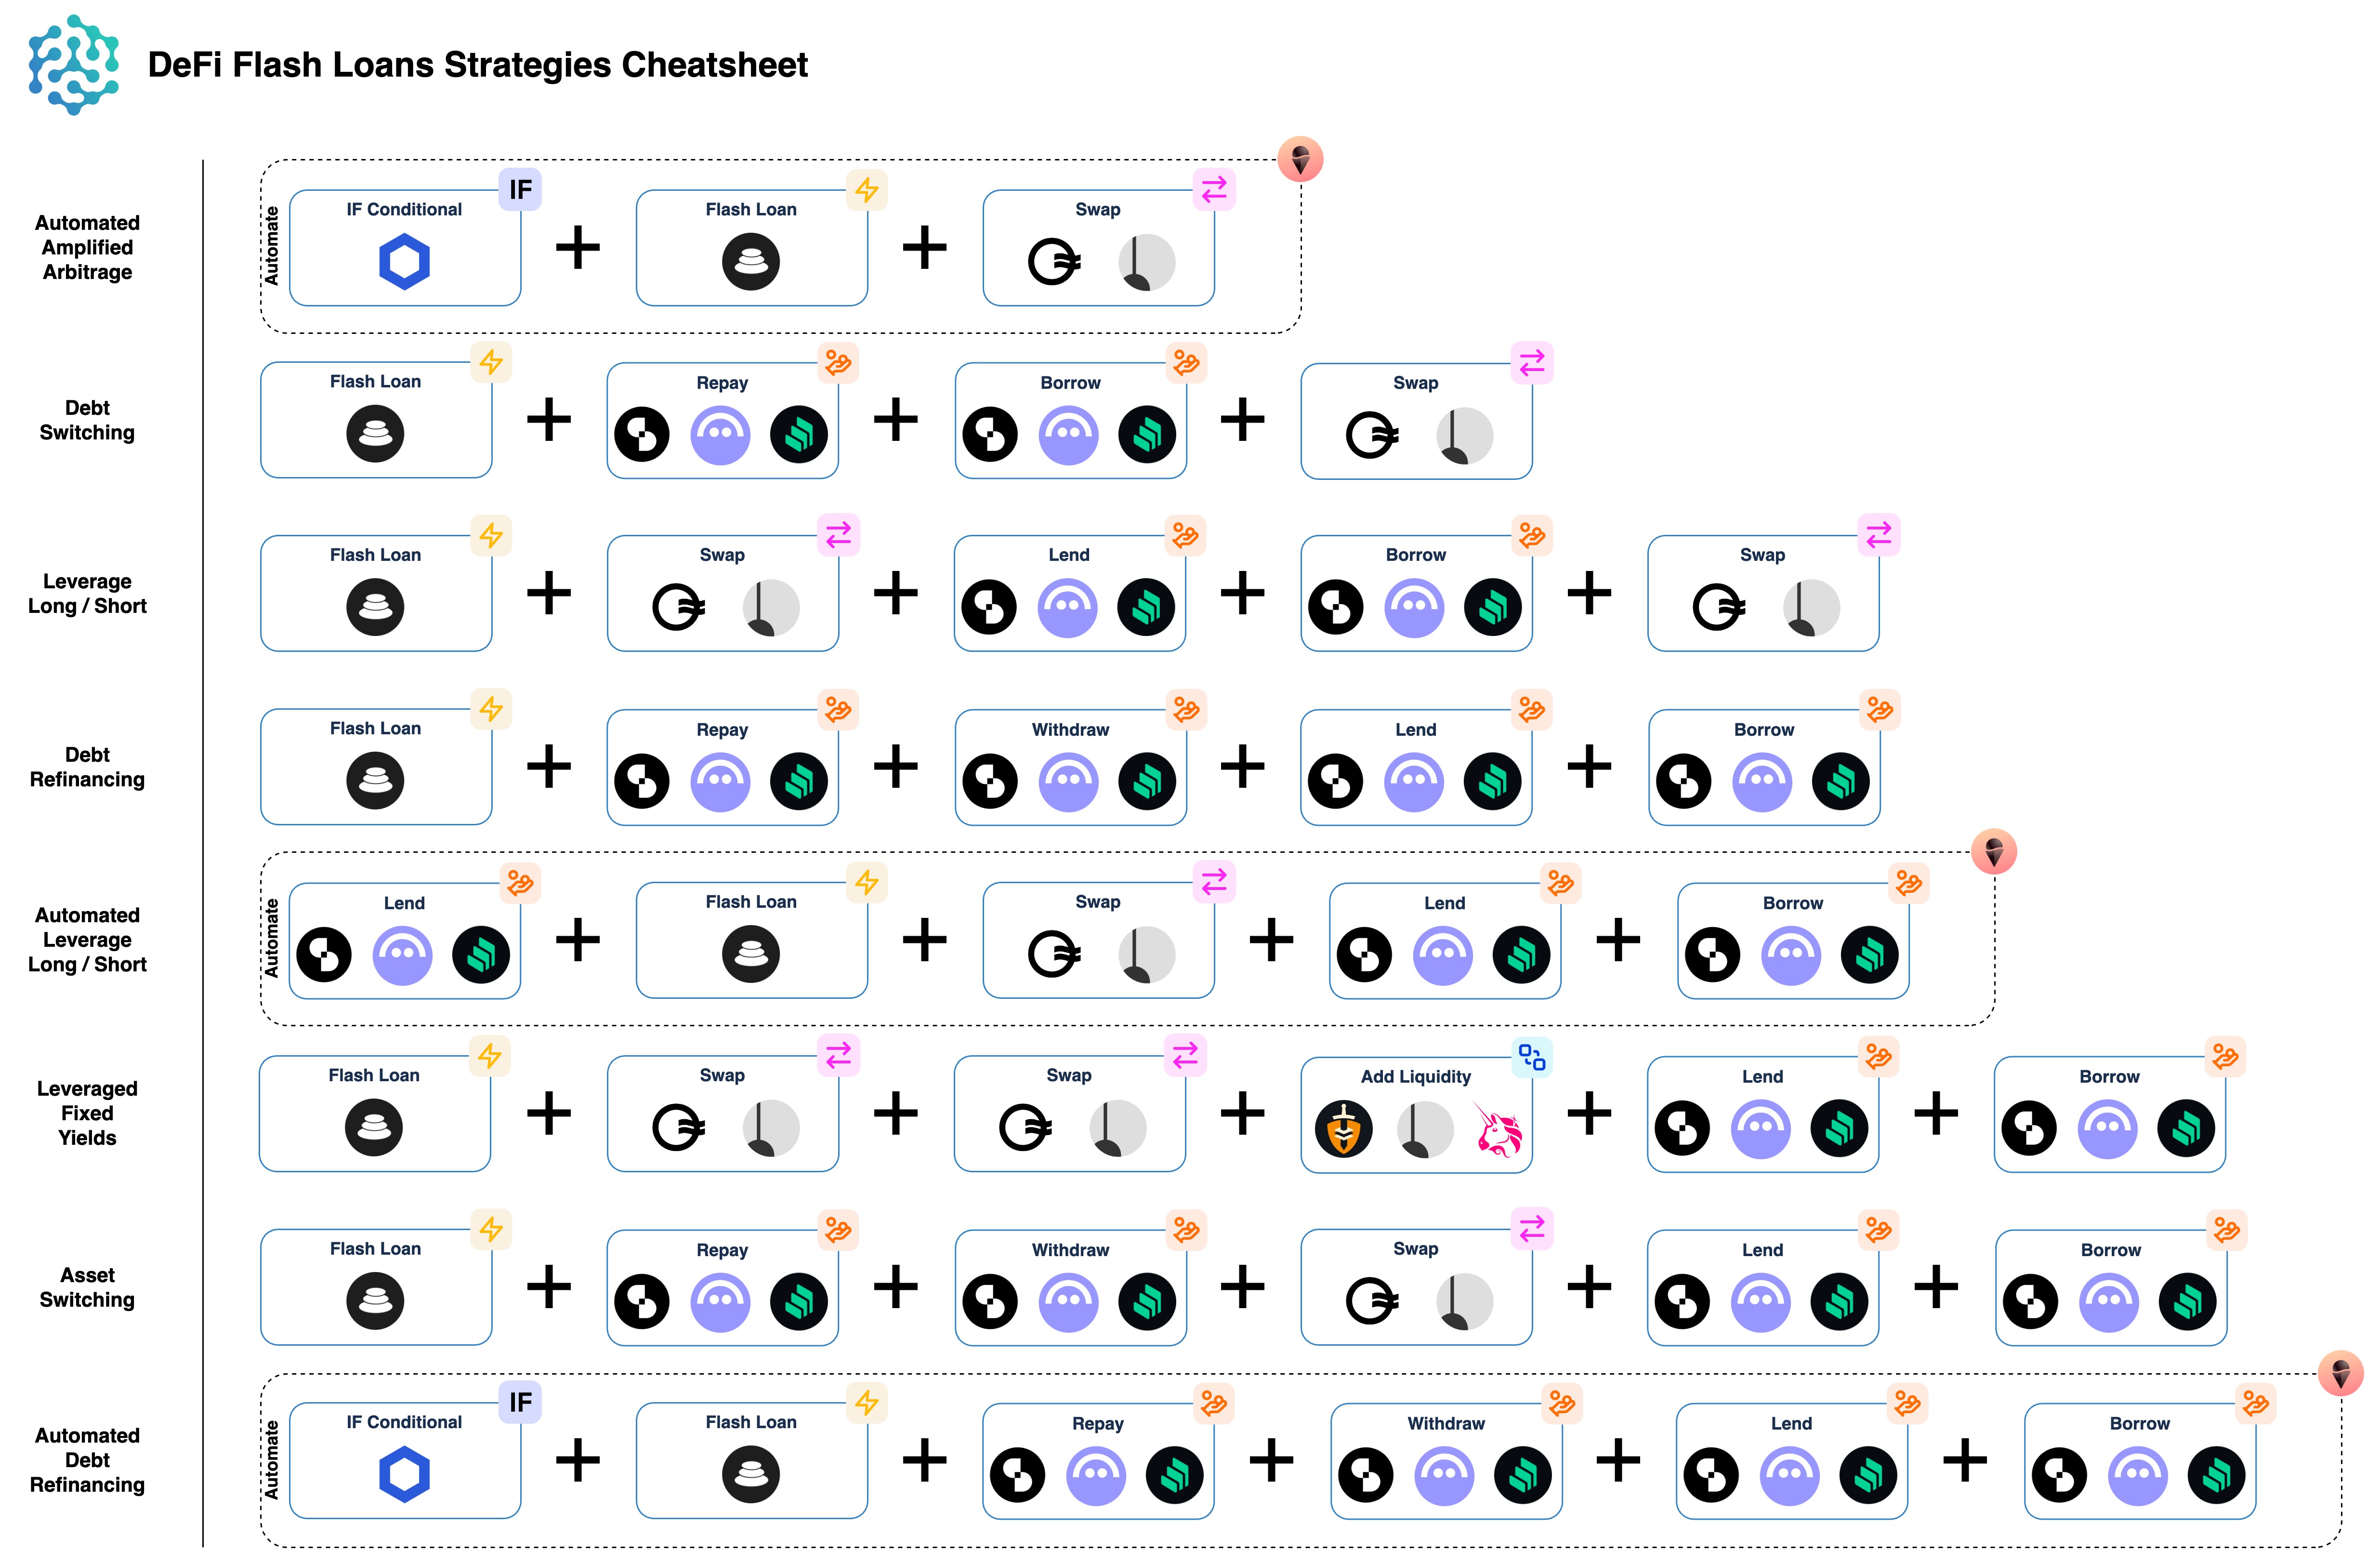 DeFi Flash Loans Strategies Cheatsheet
Automated
Amplified
Arbitrage
Automate
IF Conditional
IF
Flash Loan
Swap
Debt
Switching
Flash Loan
Repay
Borrow
Swap
Leverage
Long / Short
Flash Loan
Swap
Lend
Borrow
Swap
Debt
Refinancing
Flash Loan
Repay
Withdraw
Lend
Borrow
Automated
Leverage
Long / Short
Automate
Lend
Flash Loan
Swap
Lend
Borrow
Leveraged
Fixed
Yields
Flash Loan
Swap
Swap
Add Liquidity
Lend
Borrow
Asset
Switching
Flash Loan
Repay
Withdraw
Swap
Lend
Borrow
Automated
Debt
Refinancing
Automate
IF Conditional
IF
Flash Loan
Repay
Withdraw
Lend
Borrow